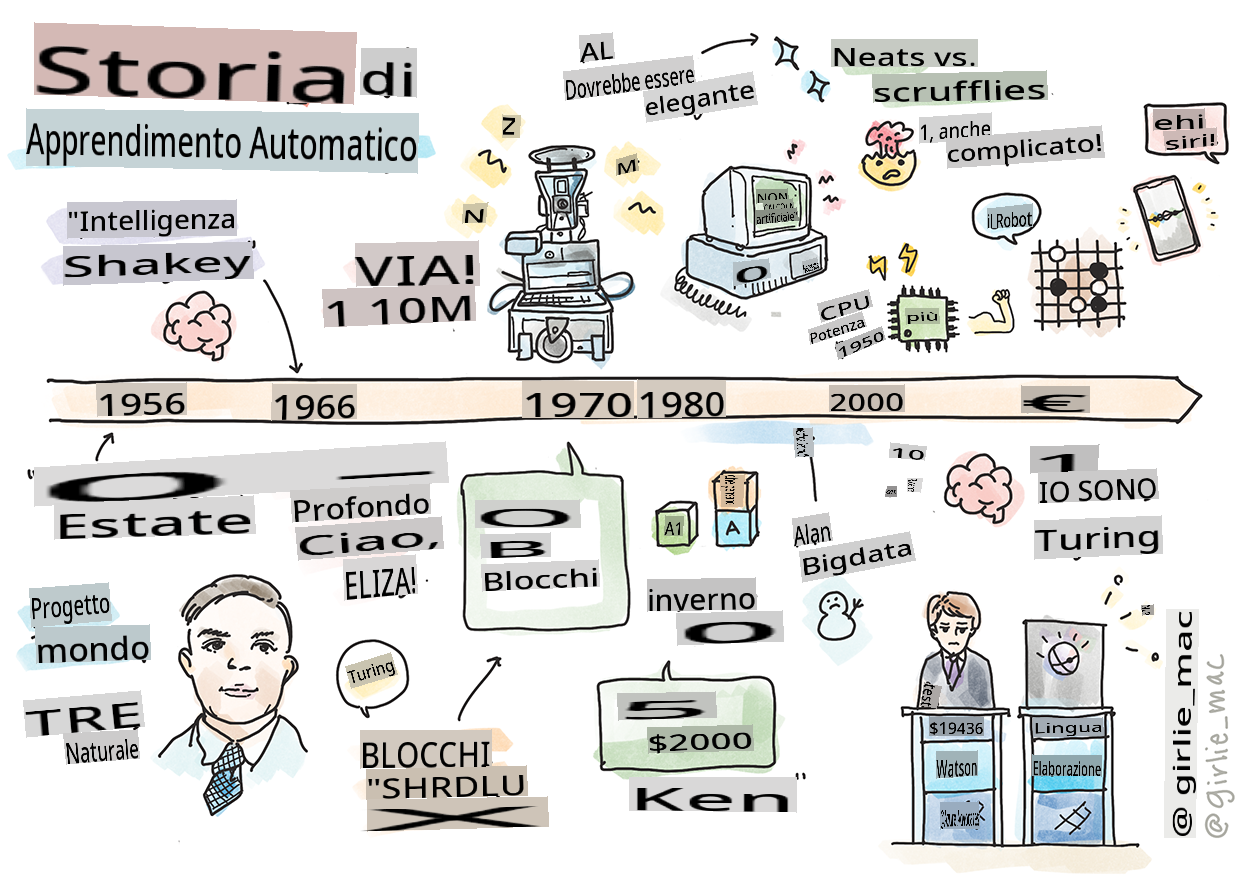 Storia di
Apprendimento Automatico
"Intelligenza
Shakey
VIA!
1 10M
Z
N
M
AL
Dovrebbe essere
elegante
Neats vs.
scrufflies
1, anche
complicato!
ehi
siri!
il Robot
NON
artificiale"
O
CPU
Potenza
1950
più
1956
1966
1970
1980
2000
€
"O —
Estate
Profondo
Ciao,
ELIZA!
Progetto
mondo
TRE
Naturale
Turing
BLOCCHI
"SHRDLU
X
O
B
Blocchi
A1
A
inverno
O
5
$2000
Ken"
Alan
Bigdata
10
1
IO SONO
Turing
test
$19436
Watson
Lingua
Elaborazione
@girlie_mac
@girlie_mac